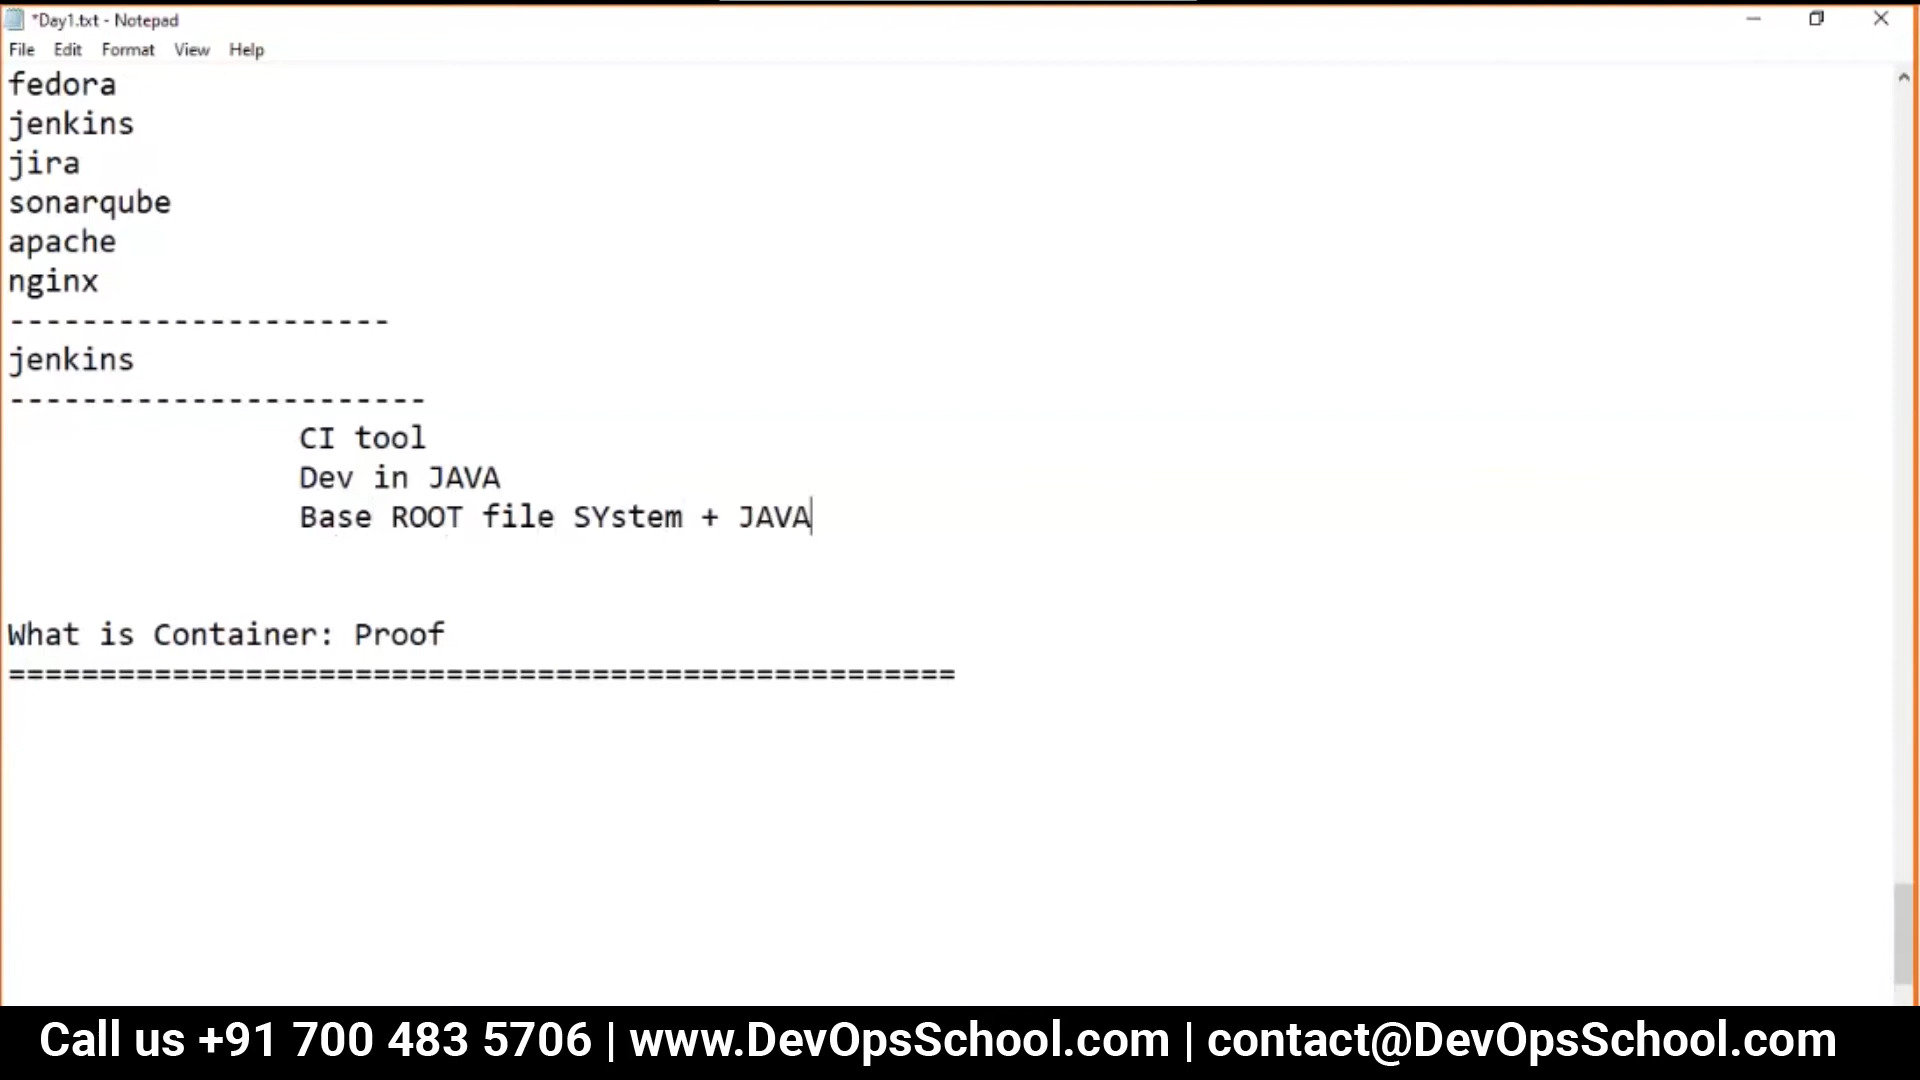 *Day1.txt - Notepad
File Edit Format View Help
fedora
jenkins
jira
sonarqube
apache
nginx
---------------------
jenkins
-----------------------
CI tool
Dev in JAVA
Base ROOT file SYstem + JAVA
What is Container: Proof
====================================================
Call us +91 700 483 5706 | www.DevOpsSchool.com | contact@DevOpsSchool.com